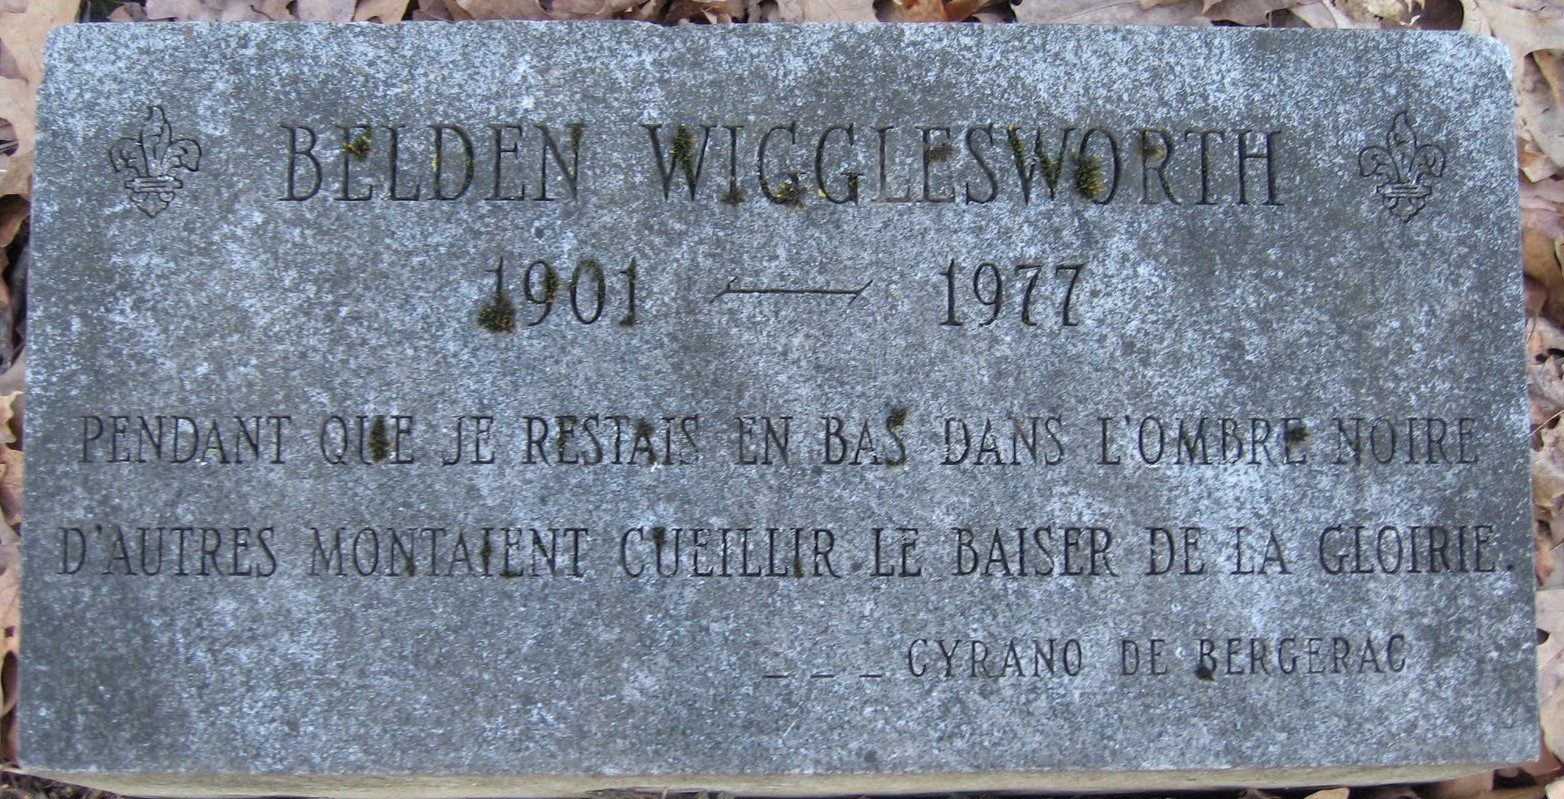 BELDEN WIGGLESWORTH
1901 — 1977
PENDANT QUE JE RESTAIS EN BAS DANS L'OMBRE NOIRE
D'AUTRES MONTAIENT CUEILLIR LE BAISER DE LA GLOIRIE.
_ _ _ CYRANO DE BERGERAC